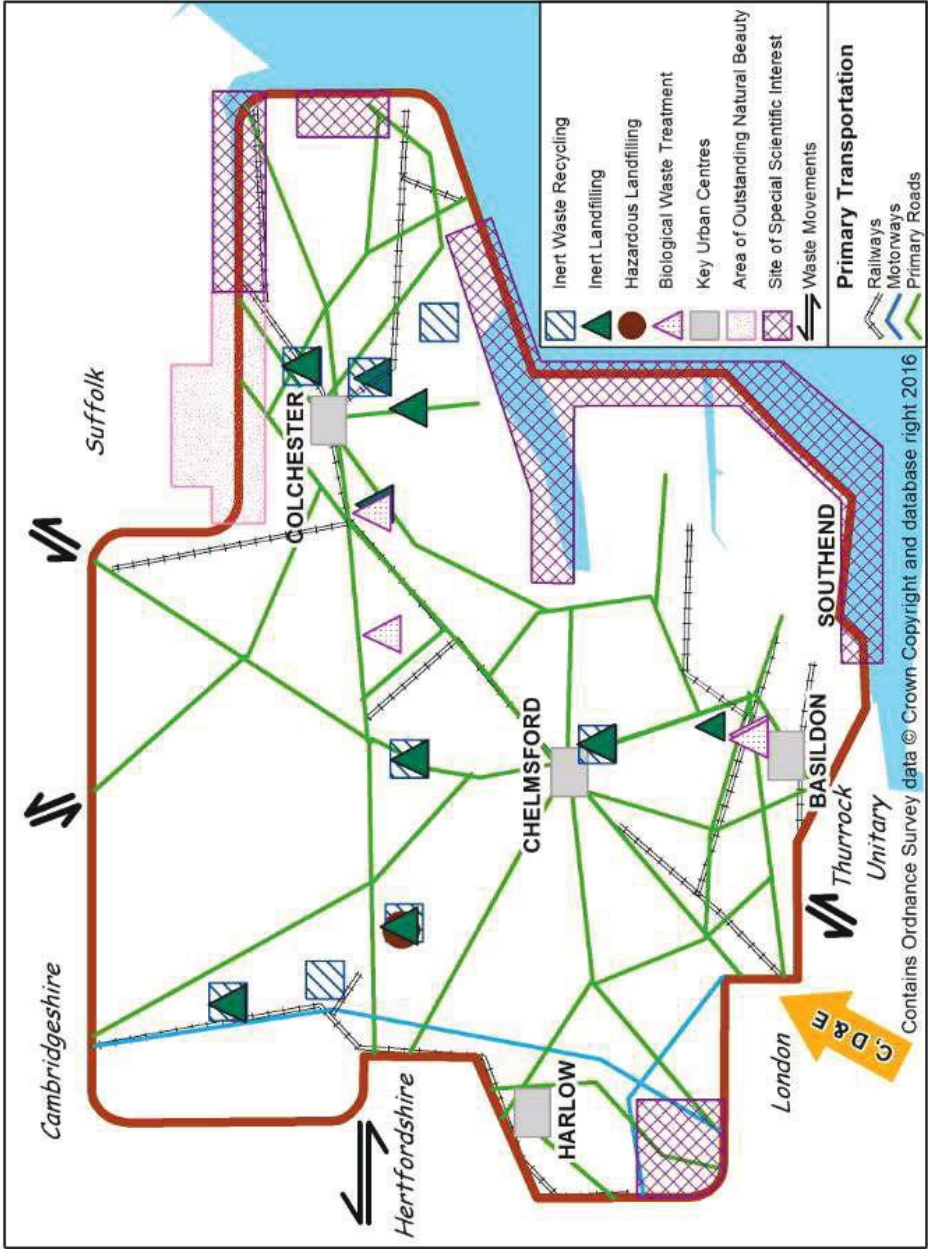 Cambridgeshire
Suffolk
Hertfordshire
London
Thurrock
Unitary
COLCHESTER
CHELMSFORD
HARLOW
BASILDON
SOUTHEND
C, D & E
Inert Waste Recycling
Inert Landfilling
Hazardous Landfilling
Biological Waste Treatment
Key Urban Centres
Area of Outstanding Natural Beauty
Site of Special Scientific Interest
Waste Movements
Primary Transportation
Railways
Motorways
Primary Roads
Contains Ordnance Survey data © Crown Copyright and database right 2016